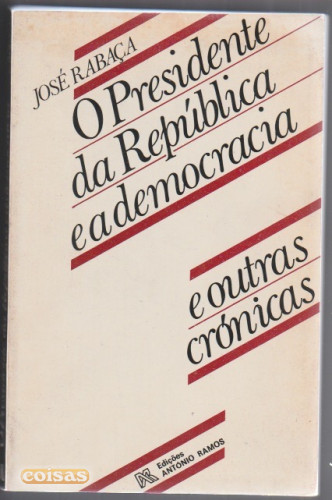 JOSÉ RABAÇA
O Presidente
da República
e a democracia
e outras
crónicas
Edições
ANTÓNIO RAMOS
coisas